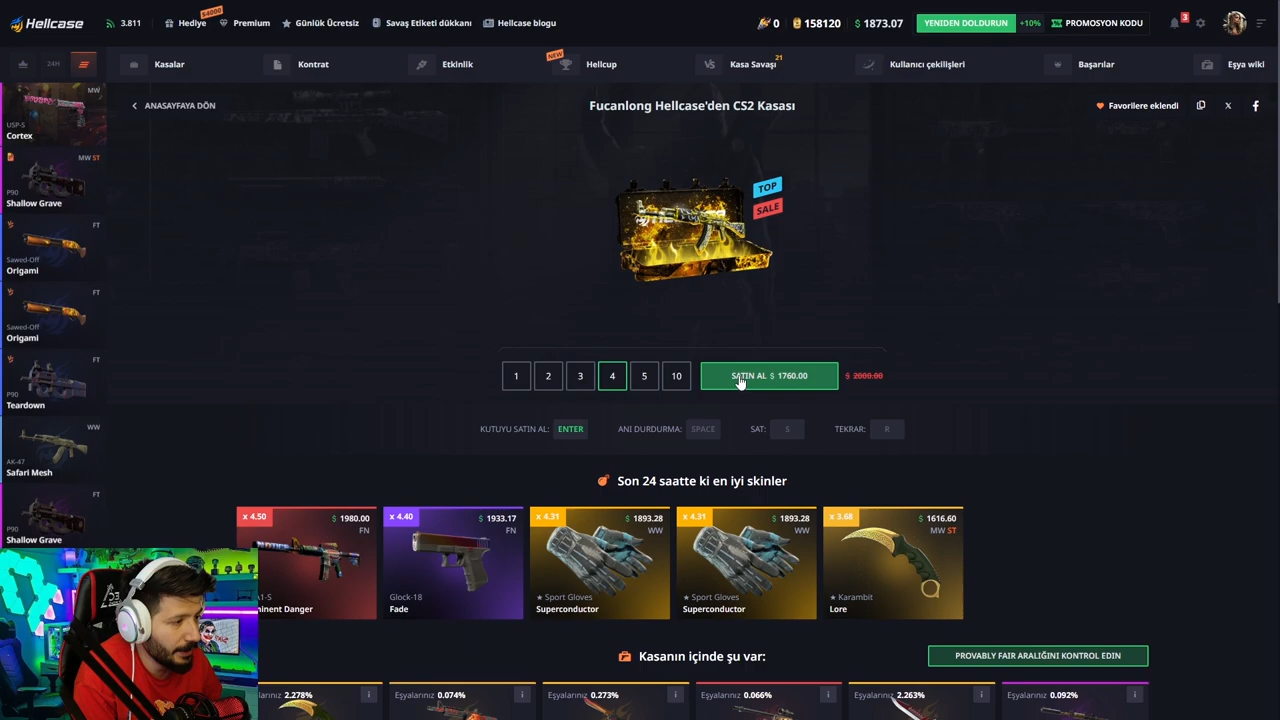 Hellcase
3.811
Hediye
$4000
Premium
Günlük Ücretsiz
Savaş Etiketi dükkanı
Hellcase blogu
0
158120
$ 1873.07
YENİDEN DOLDURUN
+10%
PROMOSYON KODU
3
24H
Kasalar
Kontrat
Etkinlik
NEW
Hellcup
Kasa Savaşı
21
Kullanıcı çekilişleri
Başarılar
Eşya wiki
MW
USP-S
Cortex
MW ST
P90
Shallow Grave
FT
Sawed-Off
Origami
FT
Sawed-Off
Origami
FT
P90
Teardown
WW
AK-47
Safari Mesh
FT
P90
Shallow Grave
ANASAYFAYA DÖN
Fucanlong Hellcase'den CS2 Kasası
Favorilere eklendi
TOP
SALE
1
2
3
4
5
10
SATIN AL $ 1760.00
$ 2000.00
KUTUYU SATIN AL: ENTER
ANI DURDURMA: SPACE
SAT: S
TEKRAR: R
Son 24 saatte ki en iyi skinler
x 4.50
$ 1980.00
FN
A1-S
minent Danger
x 4.40
$ 1933.17
FN
Glock-18
Fade
x 4.31
$ 1893.28
WW
★ Sport Gloves
Superconductor
x 4.31
$ 1893.28
WW
★ Sport Gloves
Superconductor
x 3.68
$ 1616.60
MW ST
★ Karambit
Lore
Kasanın içinde şu var:
PROVABLY FAIR ARALIĞINI KONTROL EDIN
larınız 2.278%
Eşyalarınız 0.074%
Eşyalarınız 0.273%
Eşyalarınız 0.066%
Eşyalarınız 2.263%
Eşyalarınız 0.092%